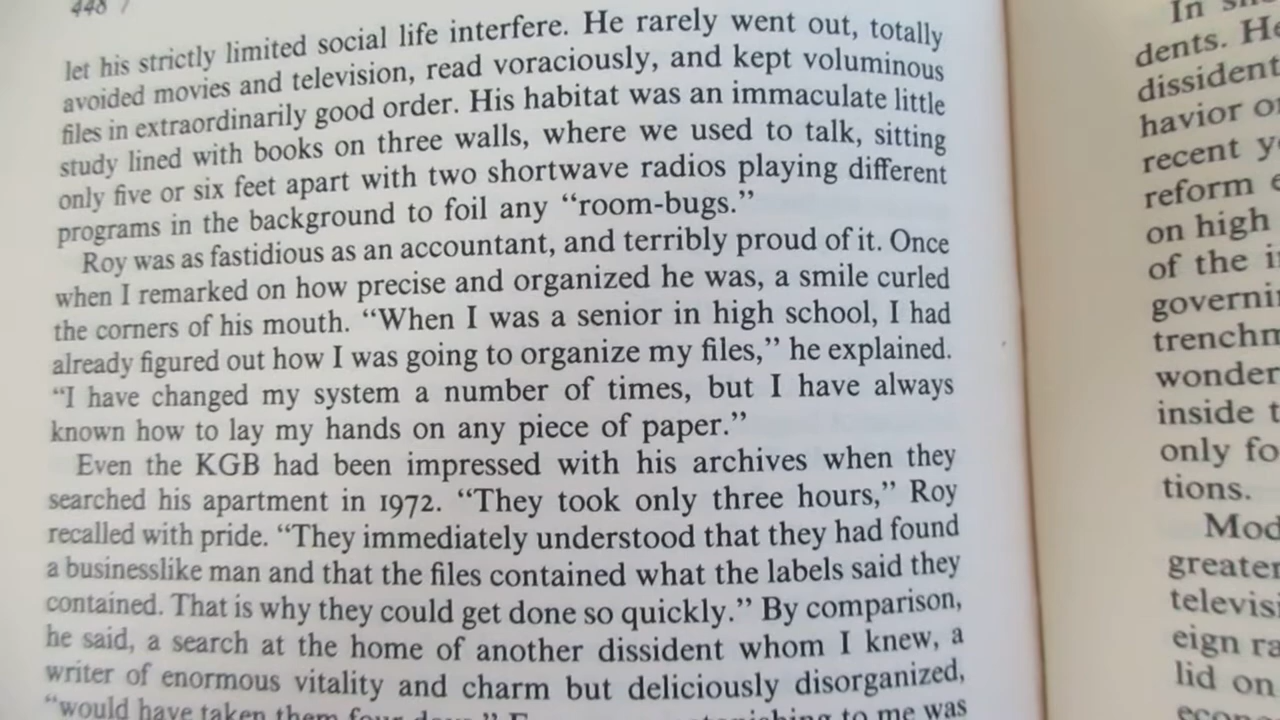 448 /
let his strictly limited social life interfere. He rarely went out, totally
avoided movies and television, read voraciously, and kept voluminous
files in extraordinarily good order. His habitat was an immaculate little
study lined with books on three walls, where we used to talk, sitting
only five or six feet apart with two shortwave radios playing different
programs in the background to foil any “room-bugs.”
Roy was as fastidious as an accountant, and terribly proud of it. Once
when I remarked on how precise and organized he was, a smile curled
the corners of his mouth. “When I was a senior in high school, I had
already figured out how I was going to organize my files,” he explained.
“I have changed my system a number of times, but I have always
known how to lay my hands on any piece of paper.”
Even the KGB had been impressed with his archives when they
searched his apartment in 1972. “They took only three hours,” Roy
recalled with pride. “They immediately understood that they had found
a businesslike man and that the files contained what the labels said they
contained. That is why they could get done so quickly.” By comparison,
he said, a search at the home of another dissident whom I knew, a
writer of enormous vitality and charm but deliciously disorganized,
“would have taken them four days.” to me was
In
dents. He
dissident
havior
recent
reform
on high
of the
only
tions.
greater
lid on